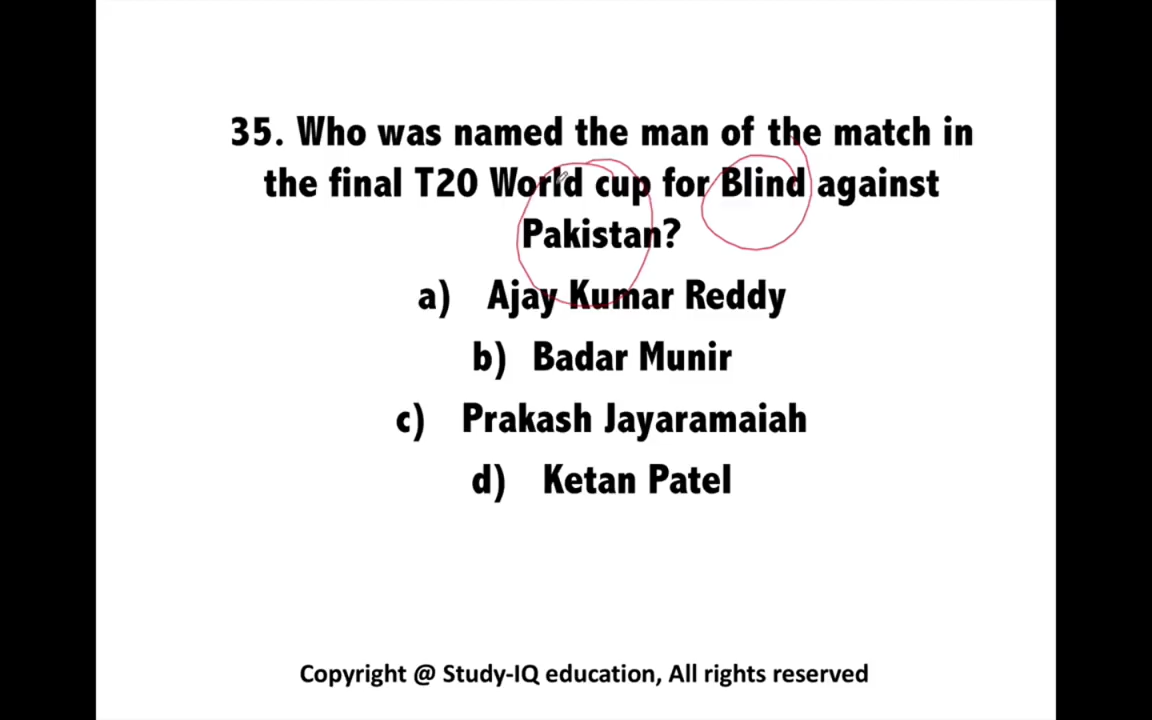 35. Who was named the man of the match in
the final T20 World cup for Blind against
Pakistan?
a) Ajay Kumar Reddy
b) Badar Munir
c) Prakash Jayaramaiah
d) Ketan Patel
Copyright @ Study-IQ education, All rights reserved